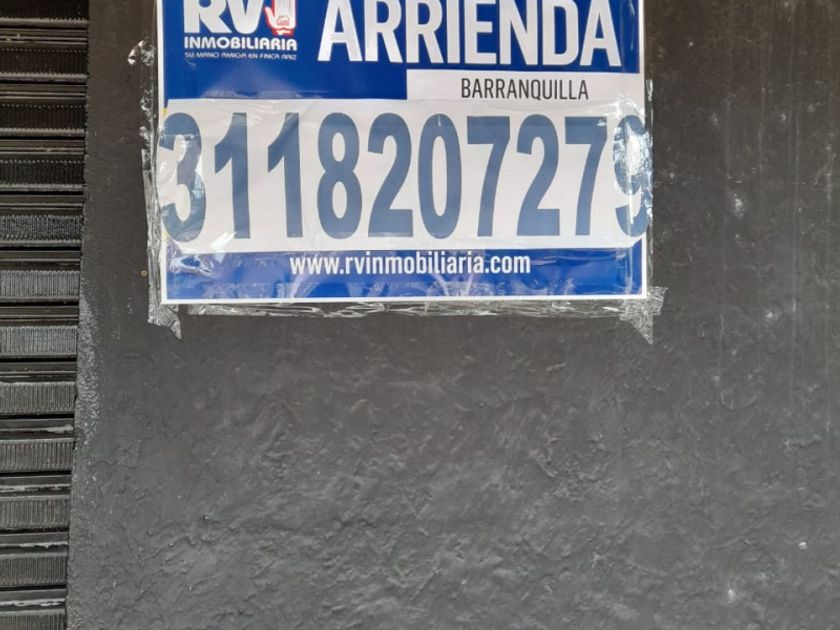 RV
INMOBILIARIA
SU MANO AMIGA EN FINCA RAIZ
ARRIENDA
BARRANQUILLA
3118207279
www.rvinmobiliaria.com